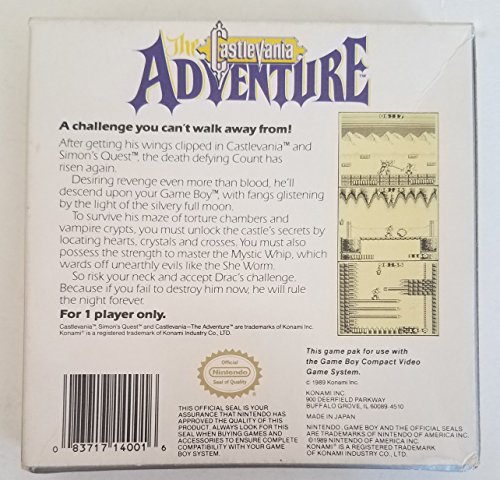 The Castlevania
ADVENTURE™
A challenge you can't walk away from!
After getting his wings clipped in Castlevania™ and
Simon's Quest™, the death defying Count has
risen again.
Desiring revenge even more than blood, he'll
descend upon your Game Boy™, with fangs glistening
by the light of the silvery full moon.
To survive his maze of torture chambers and
vampire crypts, you must unlock the castle's secrets by
locating hearts, crystals and crosses. You must also
possess the strength to master the Mystic Whip, which
wards off unearthly evils like the She Worm.
So risk your neck and accept Drac's challenge.
Because if you fail to destroy him now, he will rule
the night forever.
For 1 player only.
Castlevania™, Simon's Quest™ and Castlevania—The Adventure™ are trademarks of Konami Inc.
Konami® is a registered trademark of Konami Industry Co., LTD.
Official
Nintendo
Seal of Quality
THIS OFFICIAL SEAL IS YOUR
ASSURANCE THAT NINTENDO HAS
APPROVED THE QUALITY OF THIS
PRODUCT. ALWAYS LOOK FOR THIS
SEAL WHEN BUYING GAMES AND
ACCESSORIES TO ENSURE COMPLETE
COMPATIBILITY WITH YOUR GAME
BOY SYSTEM.
0 83717 14001 6
This game pak for use with
the Game Boy Compact Video
Game System.
© 1989 Konami Inc.
KONAMI INC.
900 DEERFIELD PARKWAY
BUFFALO GROVE, IL 60089-4510
MADE IN JAPAN
NINTENDO, GAME BOY AND THE OFFICIAL SEALS
ARE TRADEMARKS OF NINTENDO OF AMERICA INC.
©1989 NINTENDO OF AMERICA INC.
KONAMI® IS A REGISTERED TRADEMARK
OF KONAMI INDUSTRY CO., LTD.